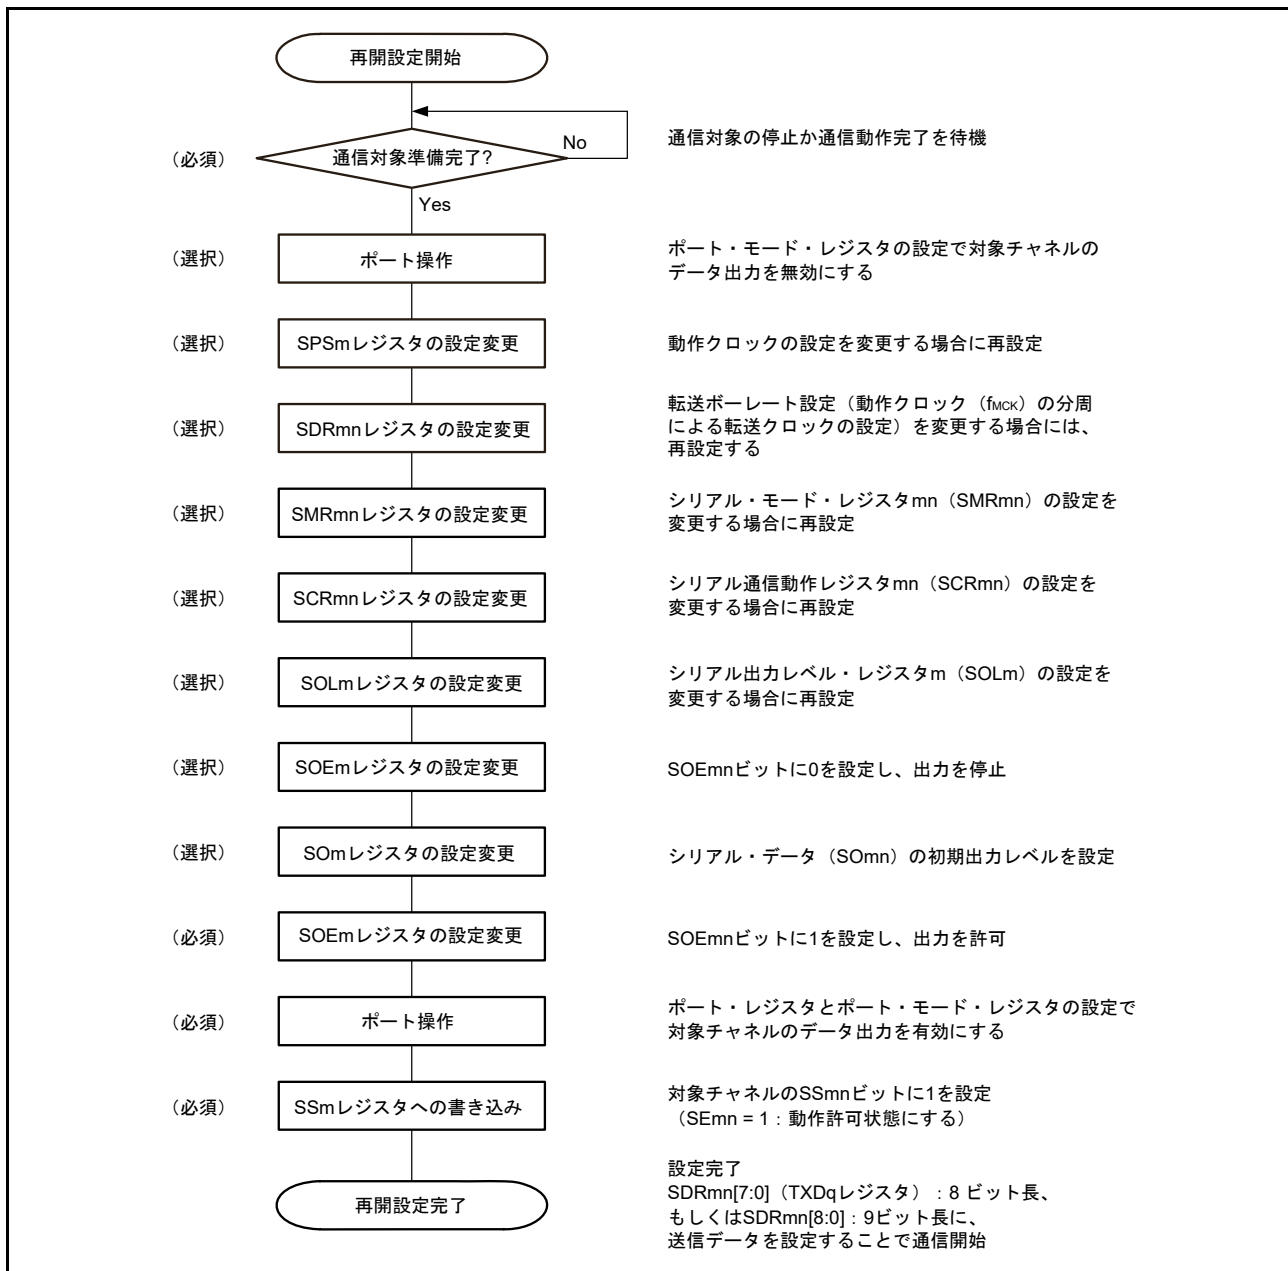 再開設定開始
(必須)
通信対象準備完了?
No
通信対象の停止か通信動作完了を待機
Yes
(選択)
ポート操作
ポート・モード・レジスタの設定で対象チャネルの
データ出力を無効にする
(選択)
SPSmレジスタの設定変更
動作クロックの設定を変更する場合に再設定
(選択)
SDRmnレジスタの設定変更
転送ボーレート設定(動作クロック(fMCK)の分周
による転送クロックの設定)を変更する場合には、
再設定する
(選択)
SMRmnレジスタの設定変更
シリアル・モード・レジスタmn(SMRmn)の設定を
変更する場合に再設定
(選択)
SCRmnレジスタの設定変更
シリアル通信動作レジスタmn(SCRmn)の設定を
変更する場合に再設定
(選択)
SOLmレジスタの設定変更
シリアル出力レベル・レジスタm(SOLm)の設定を
変更する場合に再設定
(選択)
SOEmレジスタの設定変更
SOEmnビットに0を設定し、出力を停止
(選択)
SOmレジスタの設定変更
シリアル・データ(SOmn)の初期出力レベルを設定
(必須)
SOEmレジスタの設定変更
SOEmnビットに1を設定し、出力を許可
(必須)
ポート操作
ポート・レジスタとポート・モード・レジスタの設定で
対象チャネルのデータ出力を有効にする
(必須)
SSmレジスタへの書き込み
対象チャネルのSSmnビットに1を設定
(SEmn = 1:動作許可状態にする)
再開設定完了
設定完了
SDRmn[7:0](TXDqレジスタ):8 ビット長、
もしくはSDRmn[8:0]:9ビット長に、
送信データを設定することで通信開始